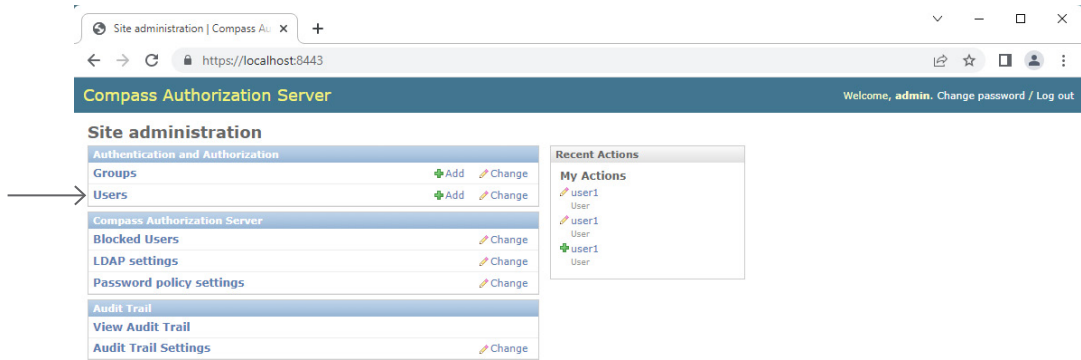 Site administration | Compass Au
https://localhost:8443
Compass Authorization Server
Welcome, admin. Change password / Log out
Site administration
Authentication and Authorization
Groups Add Change
Users Add Change
Compass Authorization Server
Blocked Users Change
LDAP settings Change
Password policy settings Change
Audit Trail
View Audit Trail
Audit Trail Settings Change
Recent Actions
My Actions
user1
User
user1
User
user1
User